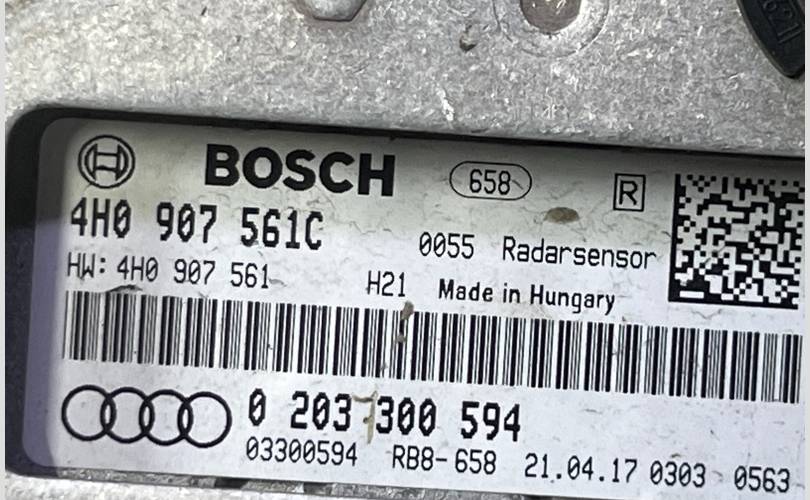 BOSCH 658 R
4H0 907 561C
0055 Radarsensor
HW: 4H0 907 561 H21 Made in Hungary
0 203 300 594
03300594 RB8-658 21.04.17 0303 0563